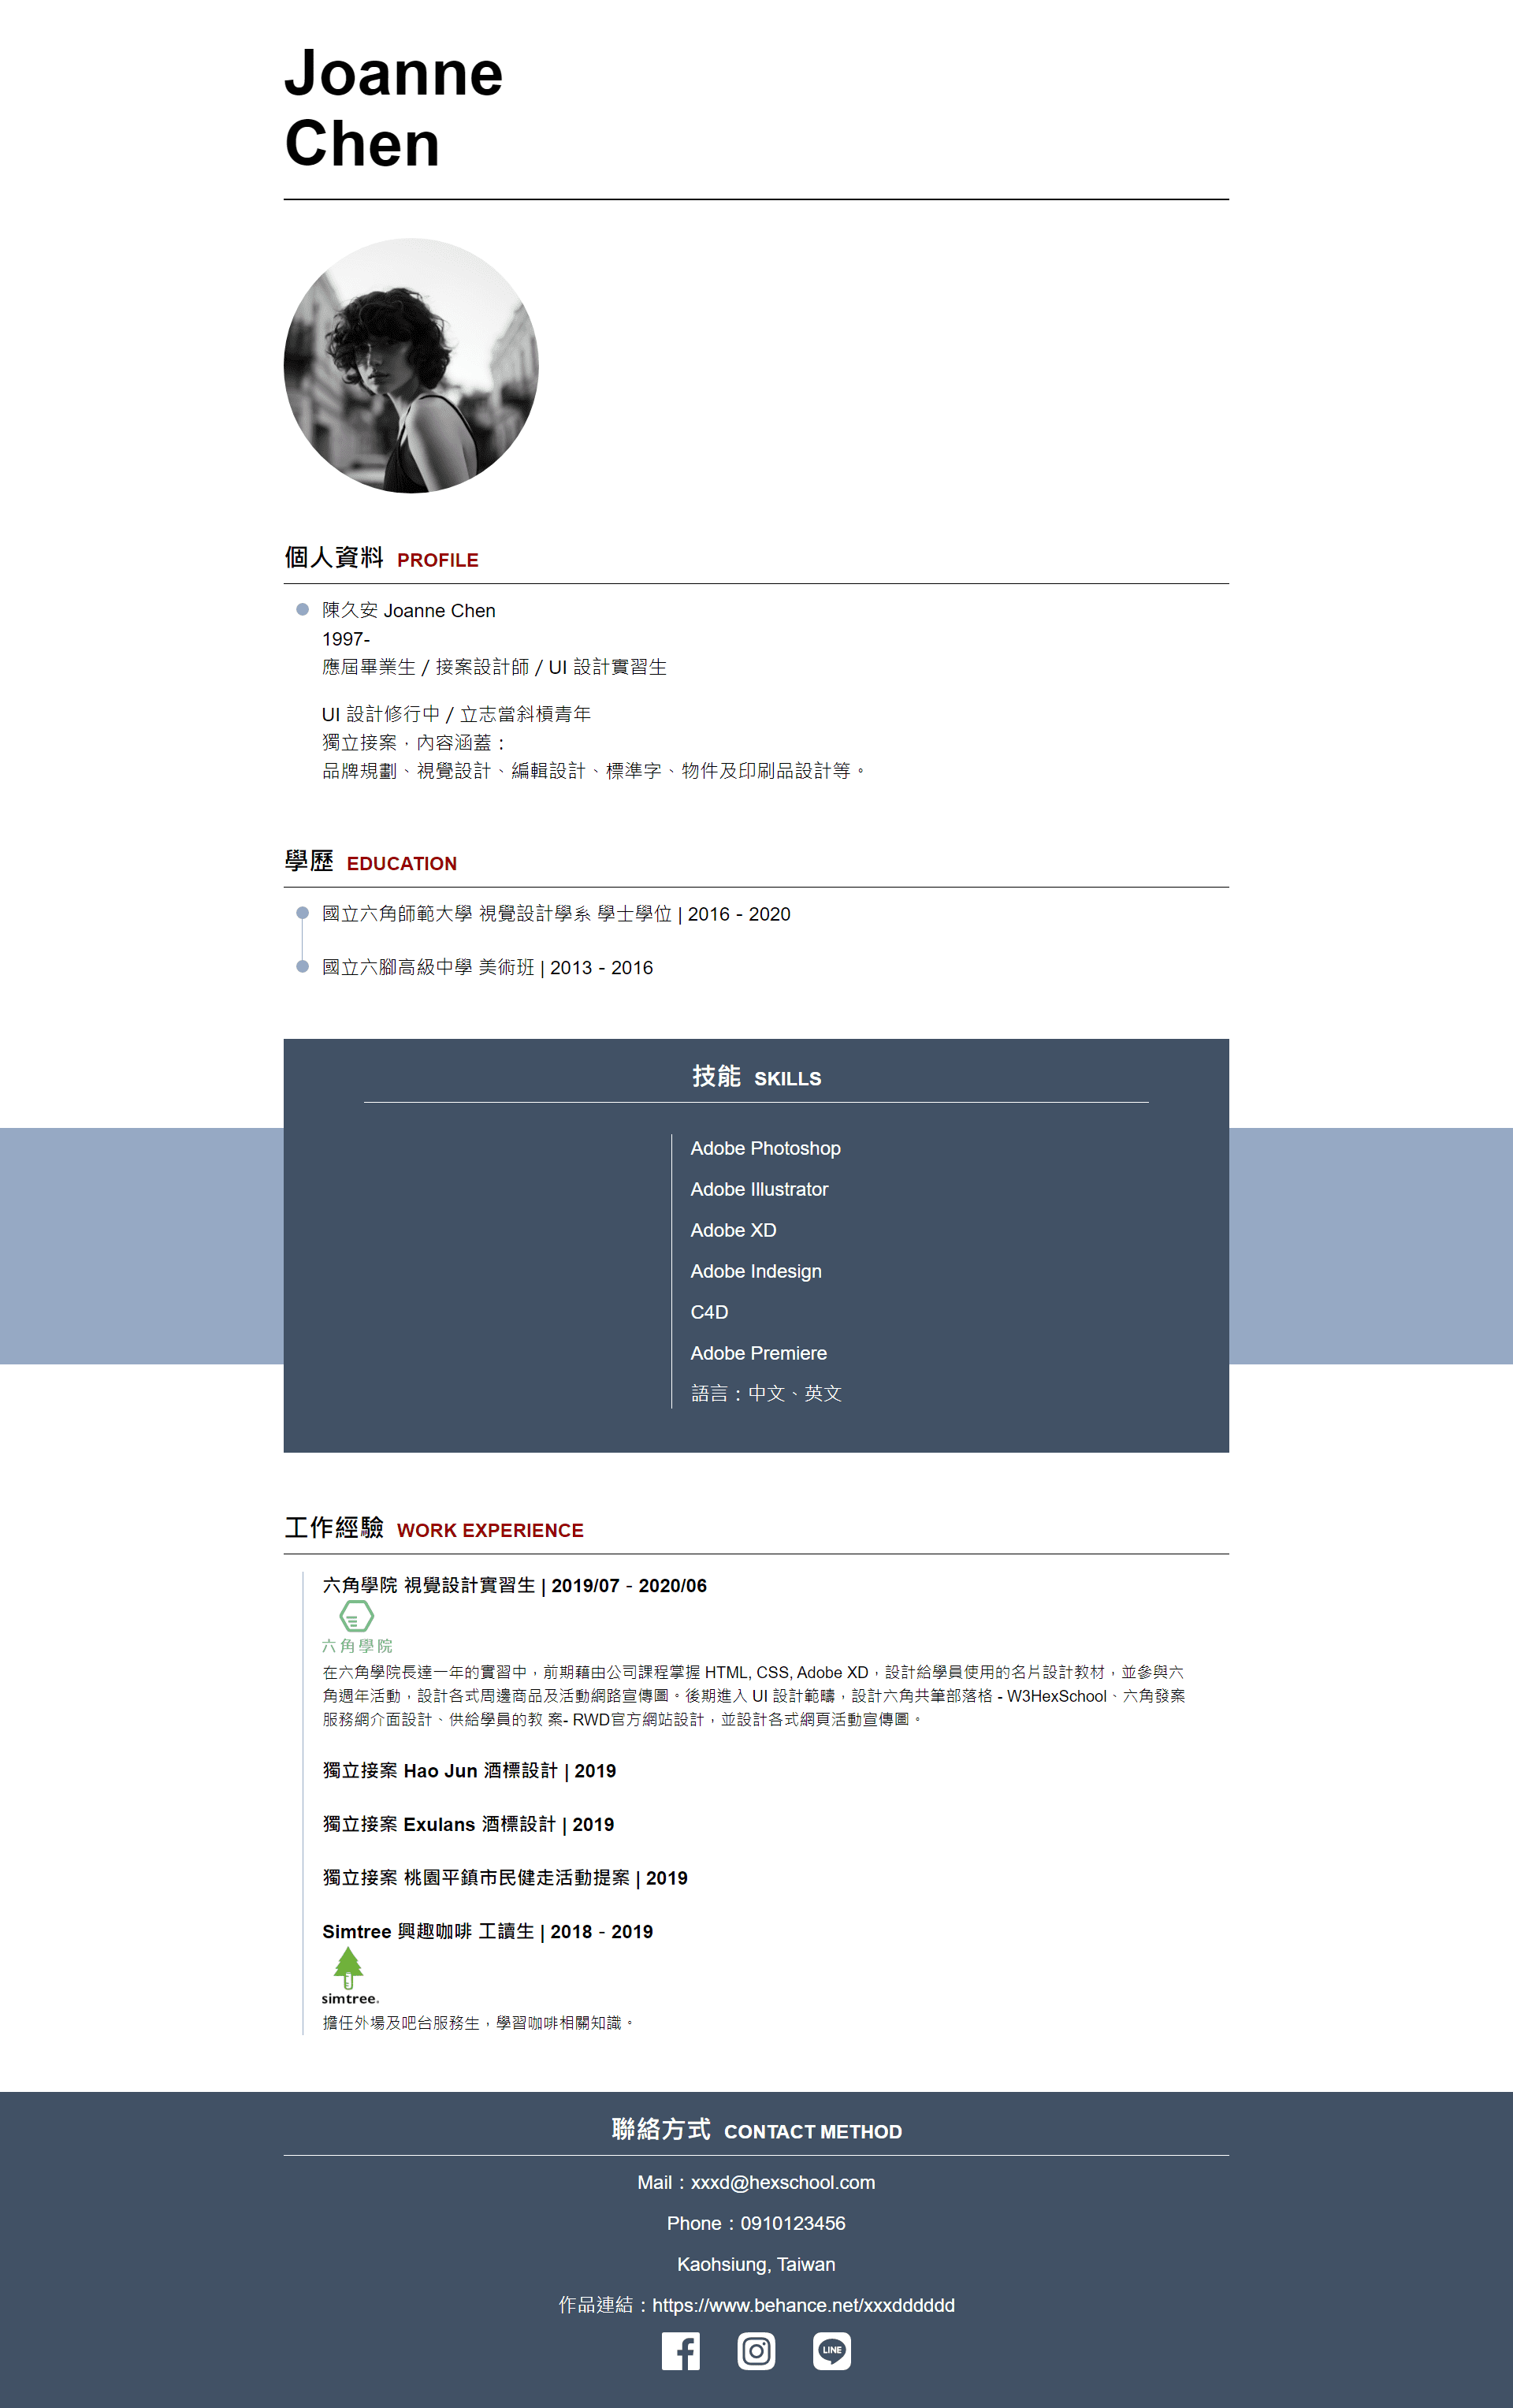 Joanne
Chen
個人資料 PROFILE
陳久安 Joanne Chen
1997-
應屆畢業生 / 接案設計師 / UI 設計實習生
UI 設計修行中 / 立志當斜槓青年
獨立接案，內容涵蓋：
品牌規劃、視覺設計、編輯設計、標準字、物件及印刷品設計等。
學歷 EDUCATION
國立六角師範大學 視覺設計學系 學士學位 | 2016 - 2020
國立六腳高級中學 美術班 | 2013 - 2016
技能 SKILLS
Adobe Photoshop
Adobe Illustrator
Adobe XD
Adobe Indesign
C4D
Adobe Premiere
語言：中文、英文
工作經驗 WORK EXPERIENCE
六角學院 視覺設計實習生 | 2019/07 - 2020/06
六角學院
在六角學院長達一年的實習中，前期藉由公司課程掌握 HTML, CSS, Adobe XD，設計給學員使用的名片設計教材，並參與六
角週年活動，設計各式周邊商品及活動網路宣傳圖。後期進入 UI 設計範疇，設計六角共筆部落格 - W3HexSchool、六角發案
服務網介面設計、供給學員的教 案- RWD官方網站設計，並設計各式網頁活動宣傳圖。
獨立接案 Hao Jun 酒標設計 | 2019
獨立接案 Exulans 酒標設計 | 2019
獨立接案 桃園平鎮市民健走活動提案 | 2019
Simtree 興趣咖啡 工讀生 | 2018 - 2019
simtree.
擔任外場及吧台服務生，學習咖啡相關知識。
聯絡方式 CONTACT METHOD
Mail：xxxd@hexschool.com
Phone：0910123456
Kaohsiung, Taiwan
作品連結：https://www.behance.net/xxxdddddd
LINE